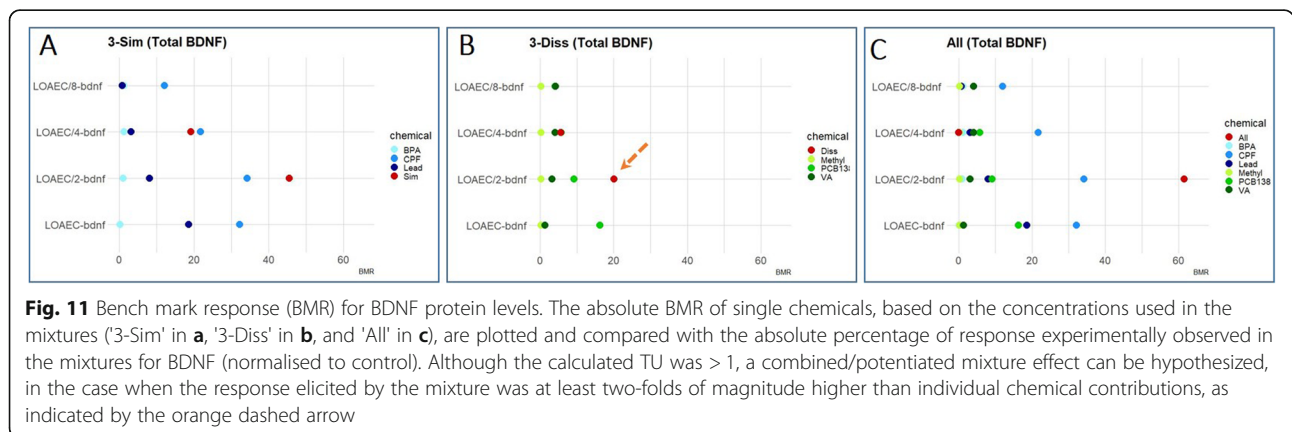 A
3-Sim (Total BDNF)
LOAEC/8-bdnf
LOAEC/4-bdnf
LOAEC/2-bdnf
LOAEC-bdnf
0 20 40 60
BMR
chemical
BPA
CPF
Lead
Sim
B
3-Diss (Total BDNF)
LOAEC/8-bdnf
LOAEC/4-bdnf
LOAEC/2-bdnf
LOAEC-bdnf
0 20 40 60
BMR
chemical
Diss
Methyl
PCB138
VA
C
All (Total BDNF)
LOAEC/8-bdnf
LOAEC/4-bdnf
LOAEC/2-bdnf
LOAEC-bdnf
0 20 40 60
BMR
chemical
All
BPA
CPF
Lead
Methyl
PCB138
VA
Fig. 11 Bench mark response (BMR) for BDNF protein levels. The absolute BMR of single chemicals, based on the concentrations used in the
mixtures ('3-Sim' in a, '3-Diss' in b, and 'All' in c), are plotted and compared with the absolute percentage of response experimentally observed in
the mixtures for BDNF (normalised to control). Although the calculated TU was > 1, a combined/potentiated mixture effect can be hypothesized,
in the case when the response elicited by the mixture was at least two-folds of magnitude higher than individual chemical contributions, as
indicated by the orange dashed arrow